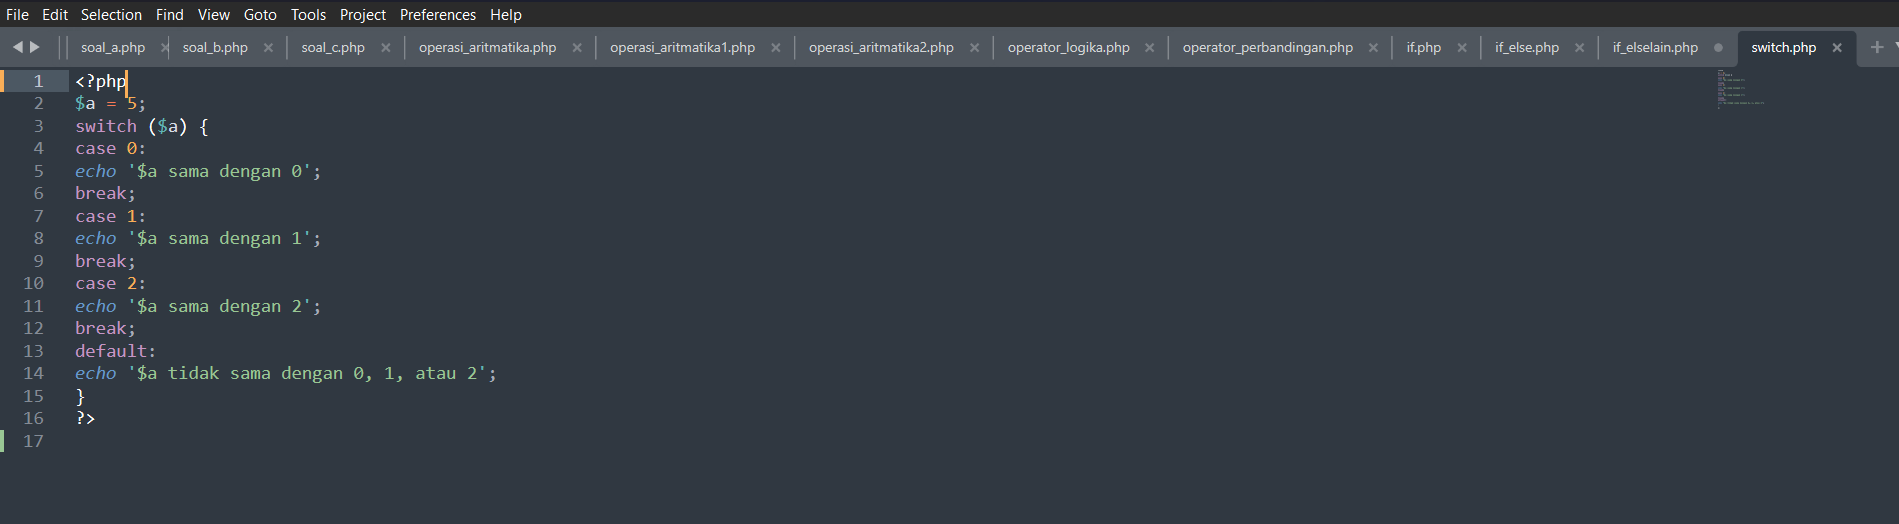 File Edit Selection Find View Goto Tools Project Preferences Help
soal_a.php soal_b.php soal_c.php operasi_aritmatika.php operasi_aritmatika1.php operasi_aritmatika2.php operator_logika.php operator_perbandingan.php if.php if_else.php if_elselain.php switch.php
1 <?php
2 $a = 5;
3 switch ($a) {
4 case 0:
5 echo '$a sama dengan 0';
6 break;
7 case 1:
8 echo '$a sama dengan 1';
9 break;
10 case 2:
11 echo '$a sama dengan 2';
12 break;
13 default:
14 echo '$a tidak sama dengan 0, 1, atau 2';
15 }
16 ?>
17